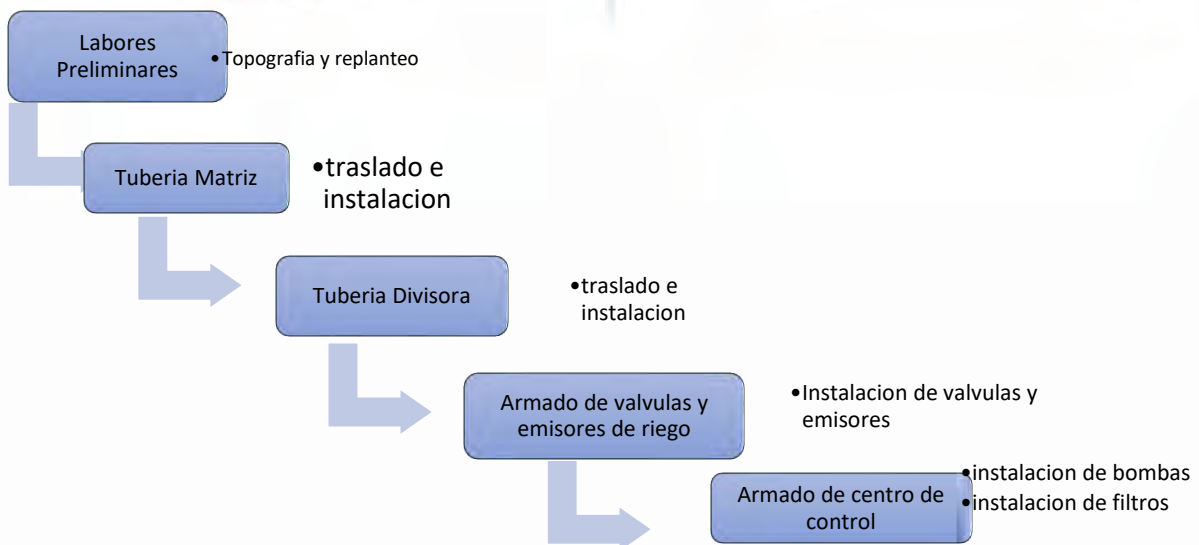 Labores
Preliminares
•Topografia y replanteo
Tuberia Matriz
•traslado e
instalacion
Tuberia Divisora
•traslado e
instalacion
Armado de valvulas y
emisores de riego
•Instalacion de valvulas y
emisores
Armado de centro de
control
•instalacion de bombas
•instalacion de filtros